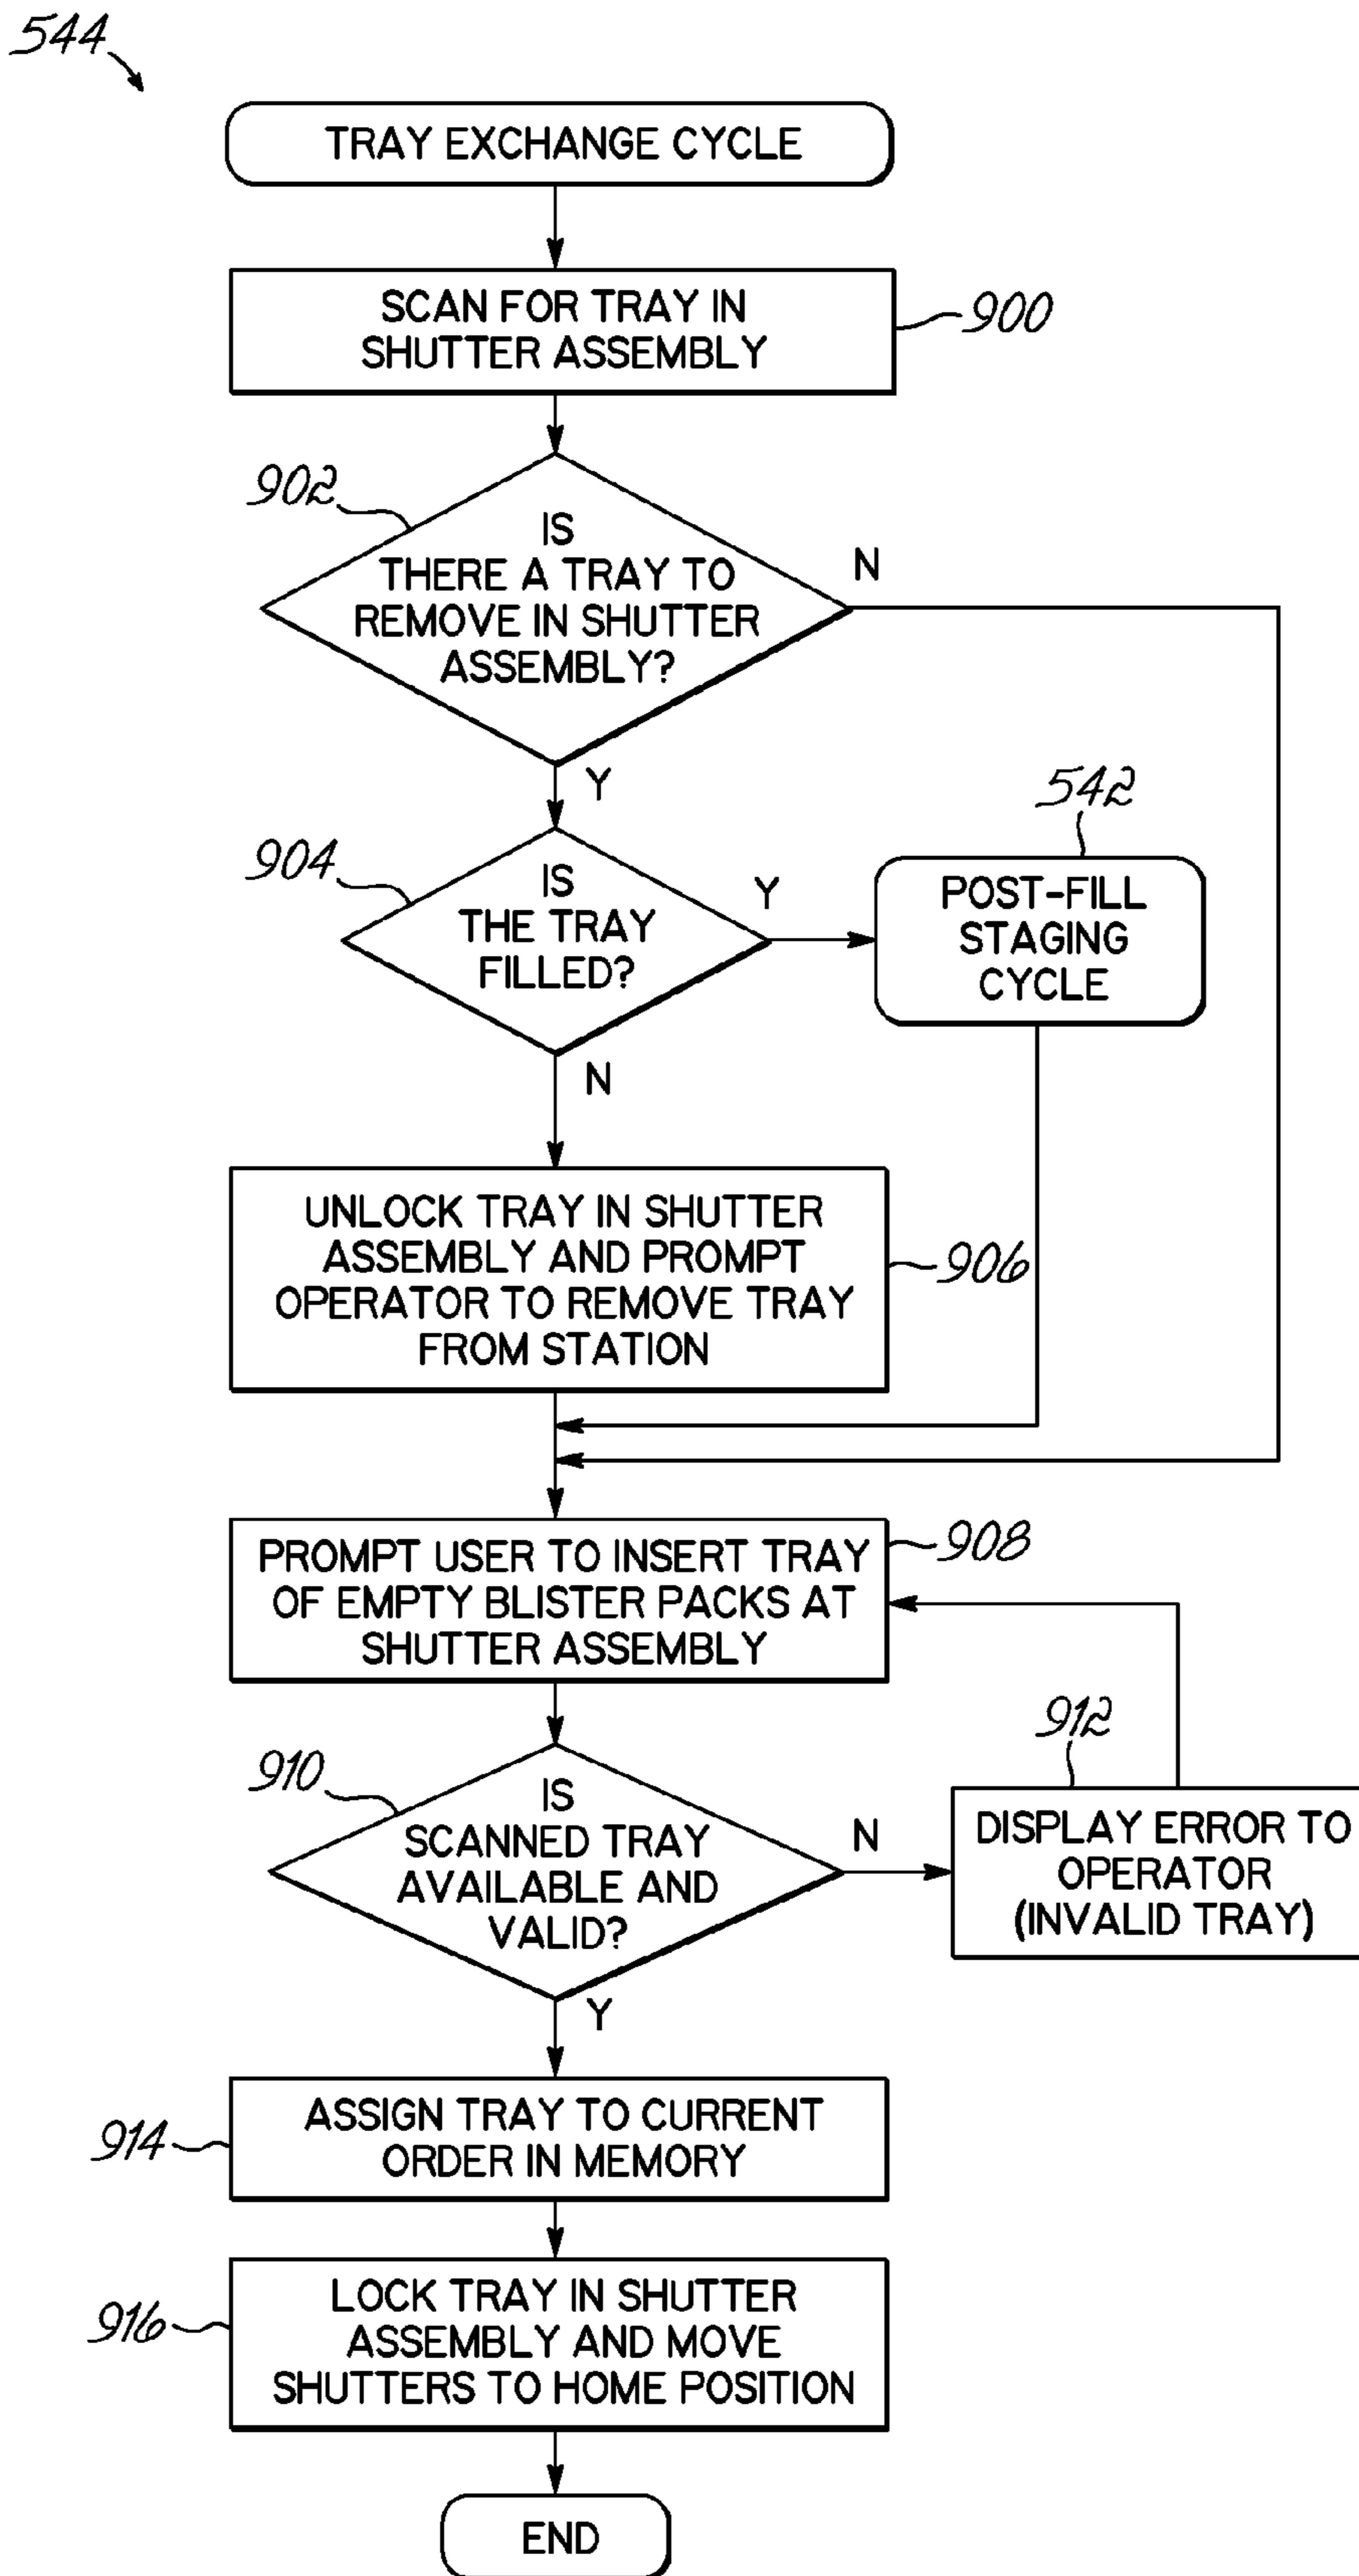 544
TRAY EXCHANGE CYCLE
SCAN FOR TRAY IN
SHUTTER ASSEMBLY
900
902
IS
THERE A TRAY TO
REMOVE IN SHUTTER
ASSEMBLY?
N
Y
904
IS
THE TRAY
FILLED?
Y
542
POST-FILL
STAGING
CYCLE
N
UNLOCK TRAY IN SHUTTER
ASSEMBLY AND PROMPT
OPERATOR TO REMOVE TRAY
FROM STATION
906
PROMPT USER TO INSERT TRAY
OF EMPTY BLISTER PACKS AT
SHUTTER ASSEMBLY
908
910
IS
SCANNED TRAY
AVAILABLE AND
VALID?
N
912
DISPLAY ERROR TO
OPERATOR
(INVALID TRAY)
Y
914
ASSIGN TRAY TO CURRENT
ORDER IN MEMORY
916
LOCK TRAY IN SHUTTER
ASSEMBLY AND MOVE
SHUTTERS TO HOME POSITION
END